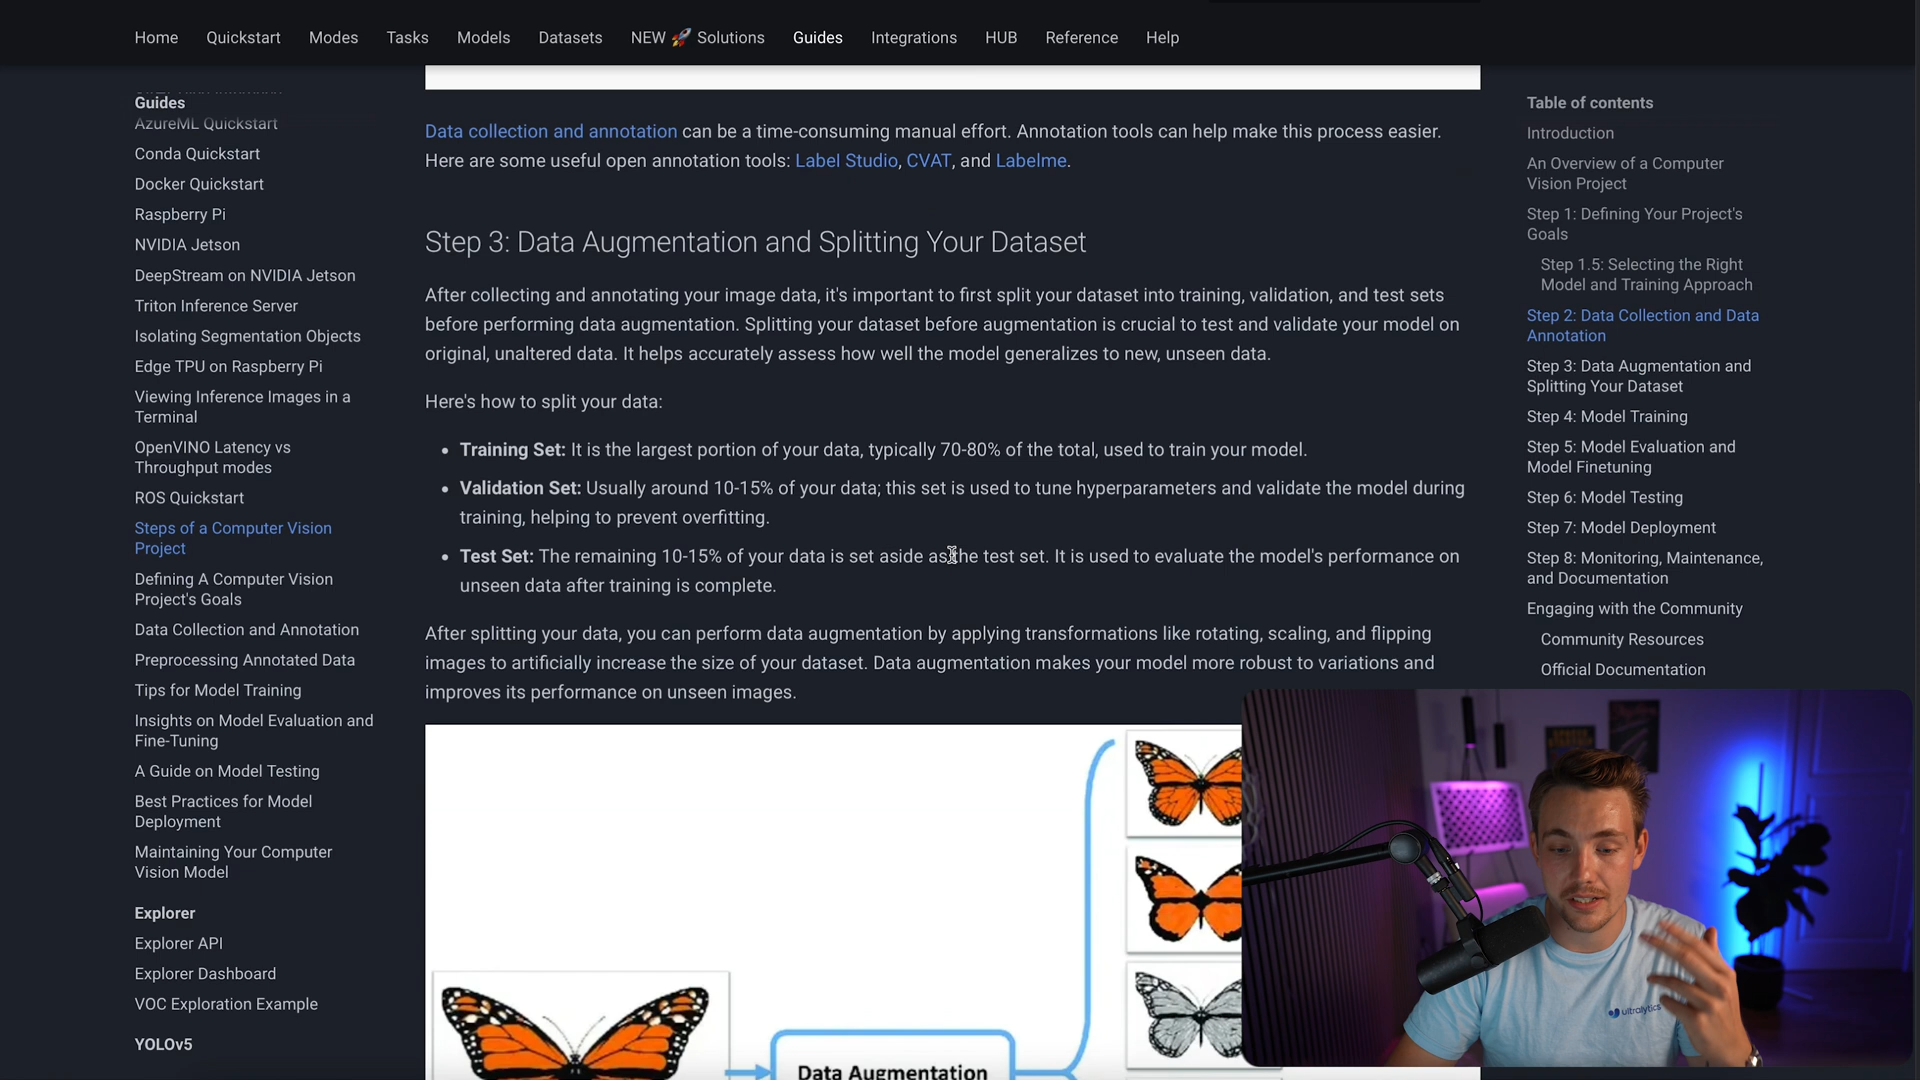 Home Quickstart Modes Tasks Models Datasets NEW 🚀 Solutions Guides Integrations HUB Reference Help
Guides
AzureML Quickstart
Conda Quickstart
Docker Quickstart
Raspberry Pi
NVIDIA Jetson
DeepStream on NVIDIA Jetson
Triton Inference Server
Isolating Segmentation Objects
Edge TPU on Raspberry Pi
Viewing Inference Images in a
Terminal
OpenVINO Latency vs
Throughput modes
ROS Quickstart
Steps of a Computer Vision
Project
Defining A Computer Vision
Project's Goals
Data Collection and Annotation
Preprocessing Annotated Data
Tips for Model Training
Insights on Model Evaluation and
Fine-Tuning
A Guide on Model Testing
Best Practices for Model
Deployment
Maintaining Your Computer
Vision Model
Explorer
Explorer API
Explorer Dashboard
VOC Exploration Example
YOLOv5
Data collection and annotation can be a time-consuming manual effort. Annotation tools can help make this process easier.
Here are some useful open annotation tools: Label Studio, CVAT, and Labelme.
Step 3: Data Augmentation and Splitting Your Dataset
After collecting and annotating your image data, it's important to first split your dataset into training, validation, and test sets
before performing data augmentation. Splitting your dataset before augmentation is crucial to test and validate your model on
original, unaltered data. It helps accurately assess how well the model generalizes to new, unseen data.
Here's how to split your data:
• Training Set: It is the largest portion of your data, typically 70-80% of the total, used to train your model.
• Validation Set: Usually around 10-15% of your data; this set is used to tune hyperparameters and validate the model during
training, helping to prevent overfitting.
• Test Set: The remaining 10-15% of your data is set aside as the test set. It is used to evaluate the model's performance on
unseen data after training is complete.
After splitting your data, you can perform data augmentation by applying transformations like rotating, scaling, and flipping
images to artificially increase the size of your dataset. Data augmentation makes your model more robust to variations and
improves its performance on unseen images.
Data Augmentation
Table of contents
Introduction
An Overview of a Computer
Vision Project
Step 1: Defining Your Project's
Goals
Step 1.5: Selecting the Right
Model and Training Approach
Step 2: Data Collection and Data
Annotation
Step 3: Data Augmentation and
Splitting Your Dataset
Step 4: Model Training
Step 5: Model Evaluation and
Model Finetuning
Step 6: Model Testing
Step 7: Model Deployment
Step 8: Monitoring, Maintenance,
and Documentation
Engaging with the Community
Community Resources
Official Documentation
ultralytics